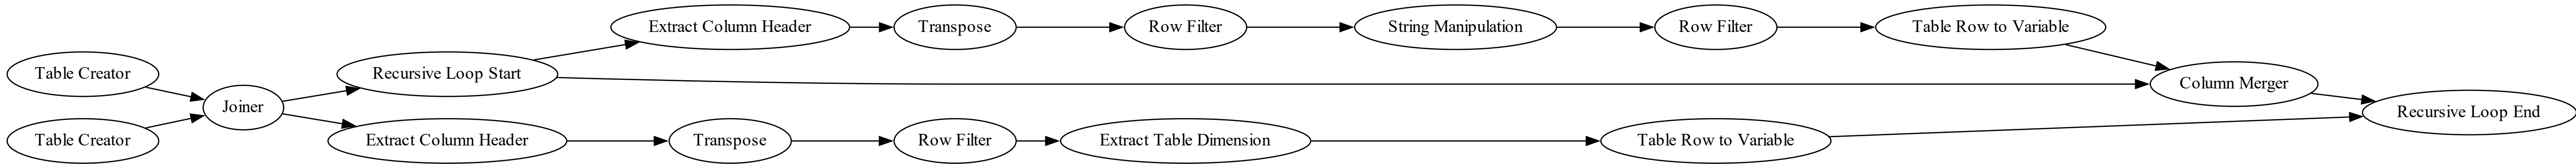 Extract Column Header
Transpose
Row Filter
String Manipulation
Row Filter
Table Row to Variable
Table Creator
Recursive Loop Start
Column Merger
Joiner
Recursive Loop End
Table Creator
Extract Column Header
Transpose
Row Filter
Extract Table Dimension
Table Row to Variable